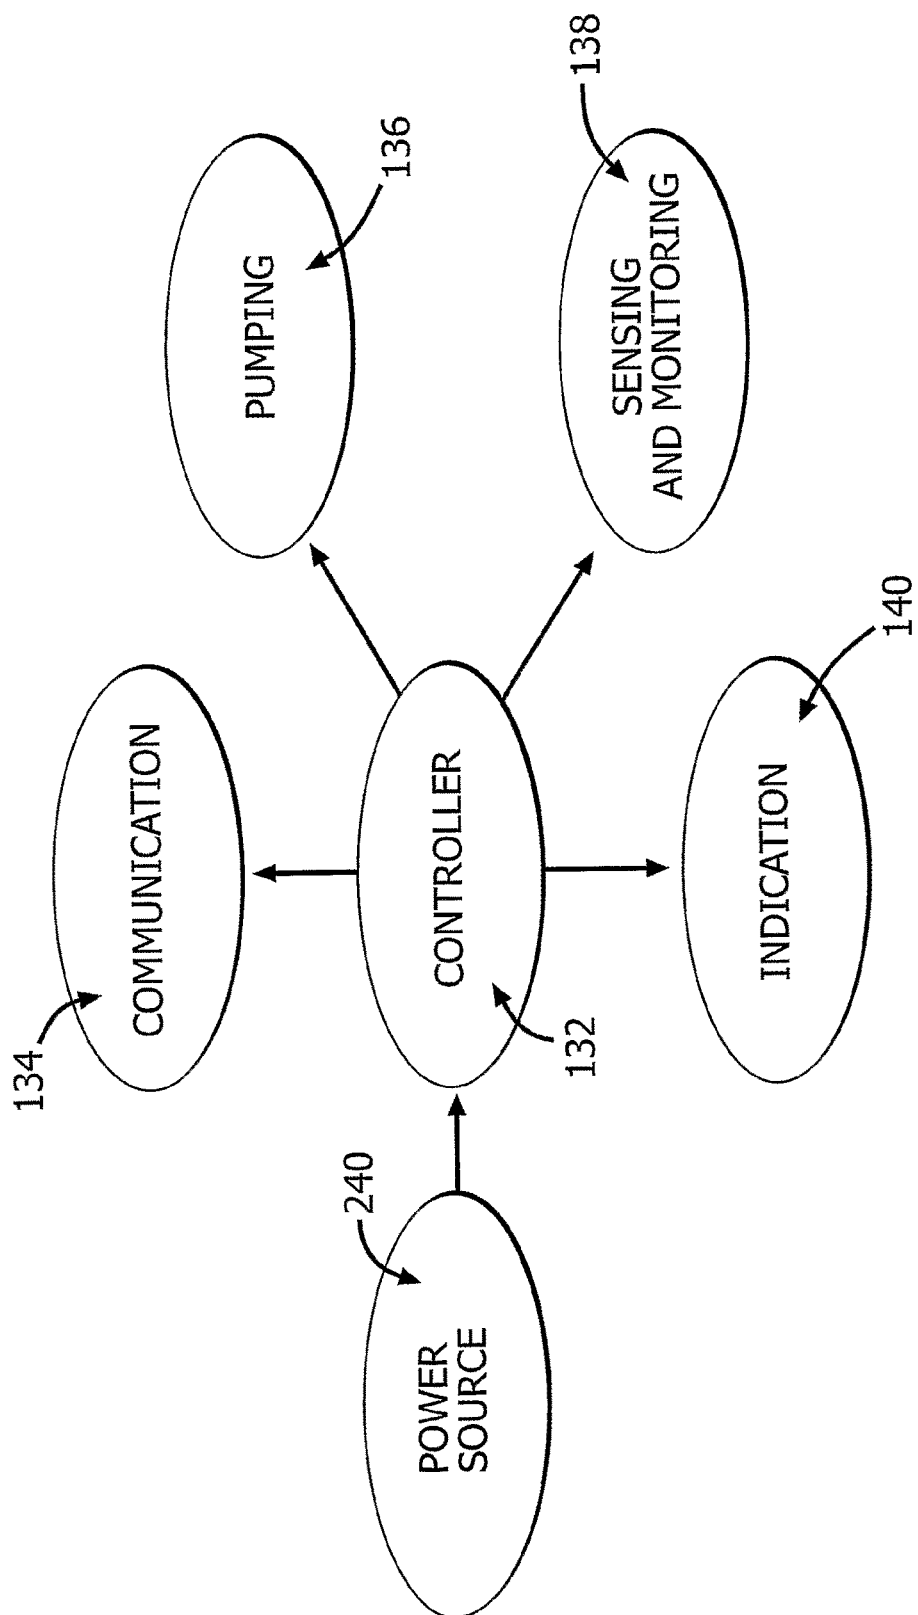 134
COMMUNICATION
PUMPING
136
240
POWER
SOURCE
CONTROLLER
132
138
SENSING
AND MONITORING
INDICATION
140